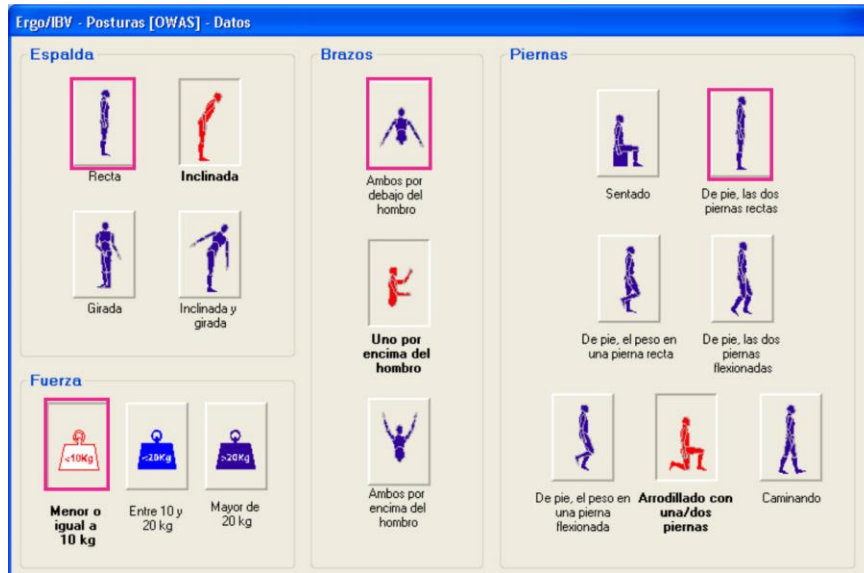 Ergo/IBV - Posturas [OWAS] - Datos
Espalda
Recta
Inclinada
Girada
Inclinada y
girada
Fuerza
<10Kg
<20Kg
>20Kg
Menor o
igual a
10 kg
Entre 10 y
20 kg
Mayor de
20 kg
Brazos
Ambos por
debajo del
hombro
Uno por
encima del
hombro
Ambos por
encima del
hombro
Piernas
Sentado
De pie, las dos
piernas rectas
De pie, el peso en
una pierna recta
De pie, las dos
piernas
flexionadas
De pie, el peso en
una pierna
flexionada
Arrodillado con
una/dos
piernas
Caminando